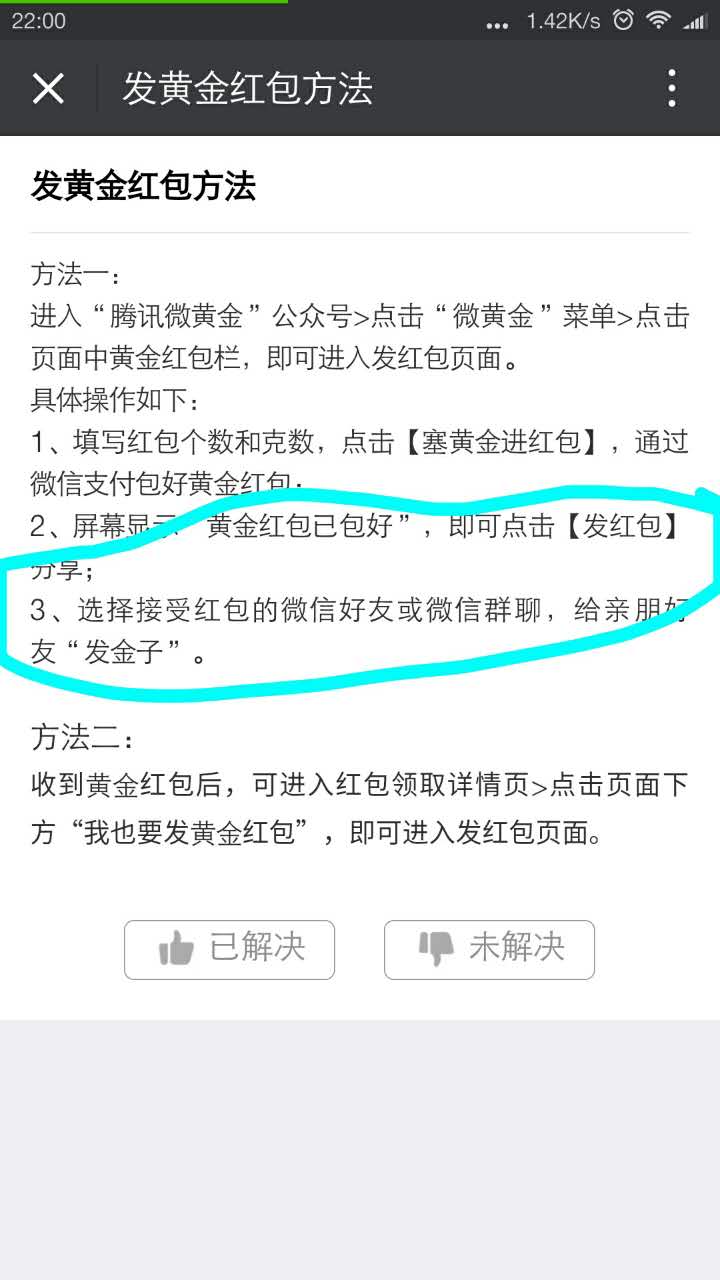 22:00
... 1.42K/s
发黄金红包方法
发黄金红包方法
方法一：
进入“腾讯微黄金”公众号>点击“微黄金”菜单>点击
页面中黄金红包栏，即可进入发红包页面。
具体操作如下：
1、填写红包个数和克数，点击【塞黄金进红包】，通过
微信支付包好黄金红包；
2、屏幕显示“黄金红包已包好”，即可点击【发红包】
分享；
3、选择接受红包的微信好友或微信群聊，给亲朋好
友“发金子”。
方法二：
收到黄金红包后，可进入红包领取详情页>点击页面下
方“我也要发黄金红包”，即可进入发红包页面。
已解决
未解决